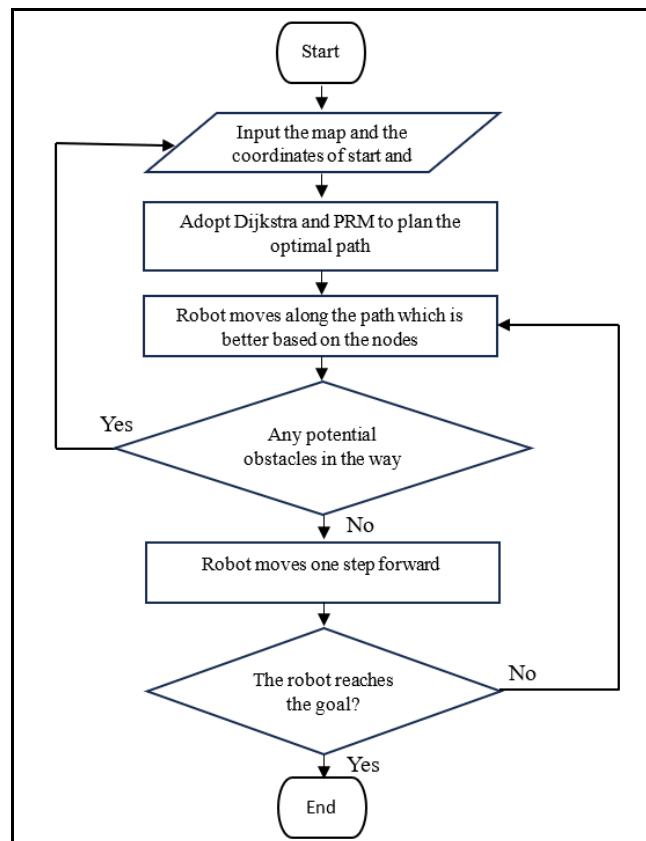 Start
Input the map and the
coordinates of start and
Adopt Dijkstra and PRM to plan the
optimal path
Robot moves along the path which is
better based on the nodes
Yes
Any potential
obstacles in the way
No
Robot moves one step forward
The robot reaches
the goal?
No
Yes
End